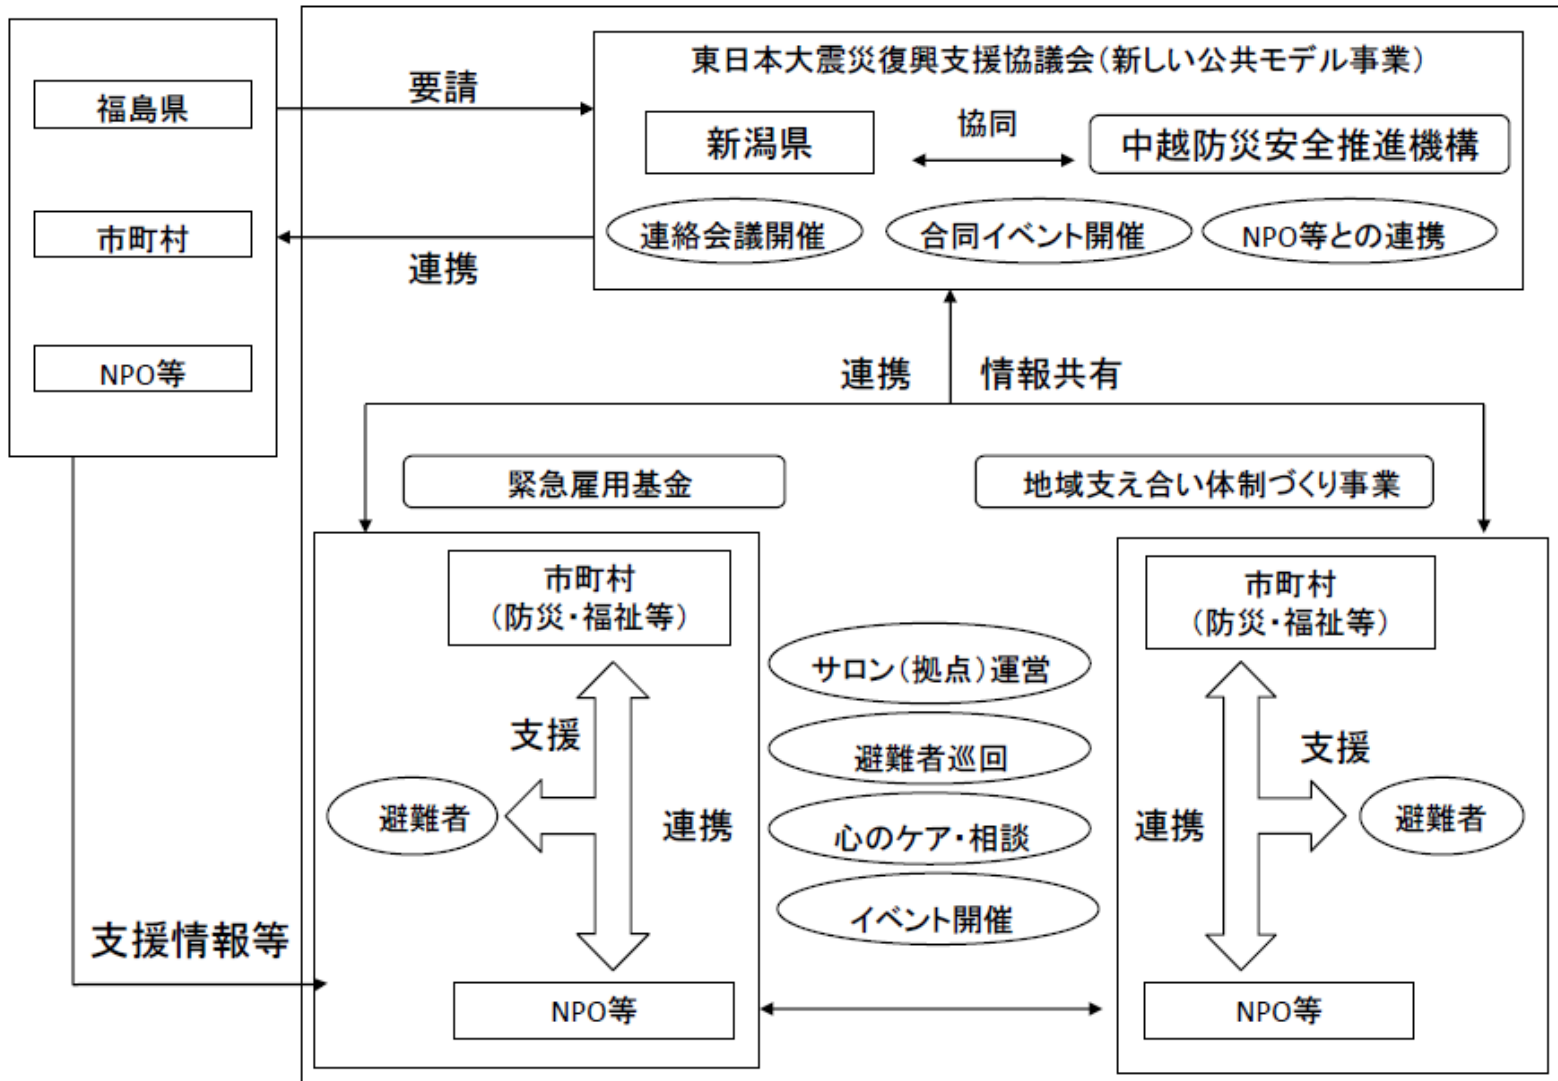 福島県
市町村
NPO等
要請
連携
東日本大震災復興支援協議会（新しい公共モデル事業）
新潟県
協同
中越防災安全推進機構
連絡会議開催
合同イベント開催
NPO等との連携
連携
情報共有
緊急雇用基金
地域支え合い体制づくり事業
市町村
（防災・福祉等）
支援
避難者
連携
NPO等
サロン（拠点）運営
避難者巡回
心のケア・相談
イベント開催
市町村
（防災・福祉等）
支援
連携
避難者
NPO等
支援情報等